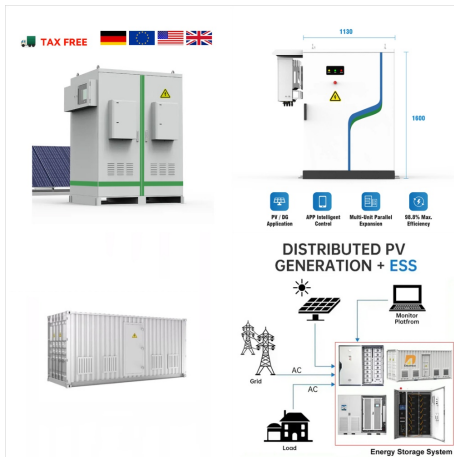 TAX FREE
1130
1600
PV / DG
Application
APP Intelligent
Control
Multi-Unit Parallel
Expansion
98.8% Max.
Efficiency
DISTRIBUTED PV
GENERATION + ESS
Monitor
Platfrom
AC
Grid
AC
Load
Energy Storage System